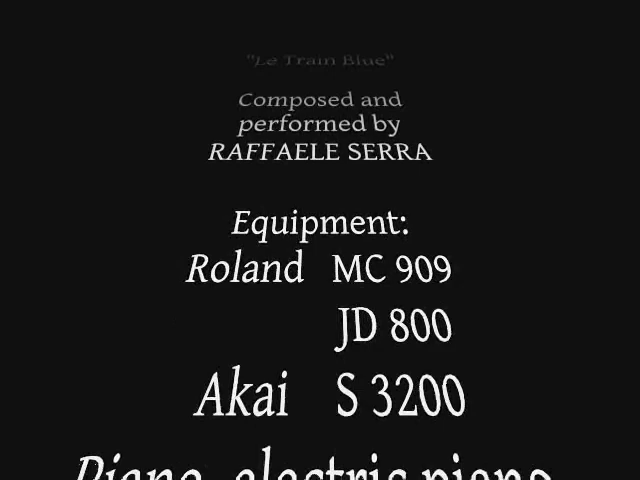 "Le Train Blue"
Composed and
performed by
RAFFAELE SERRA
Equipment:
Roland MC 909
JD 800
Akai S 3200
Piano, electric piano